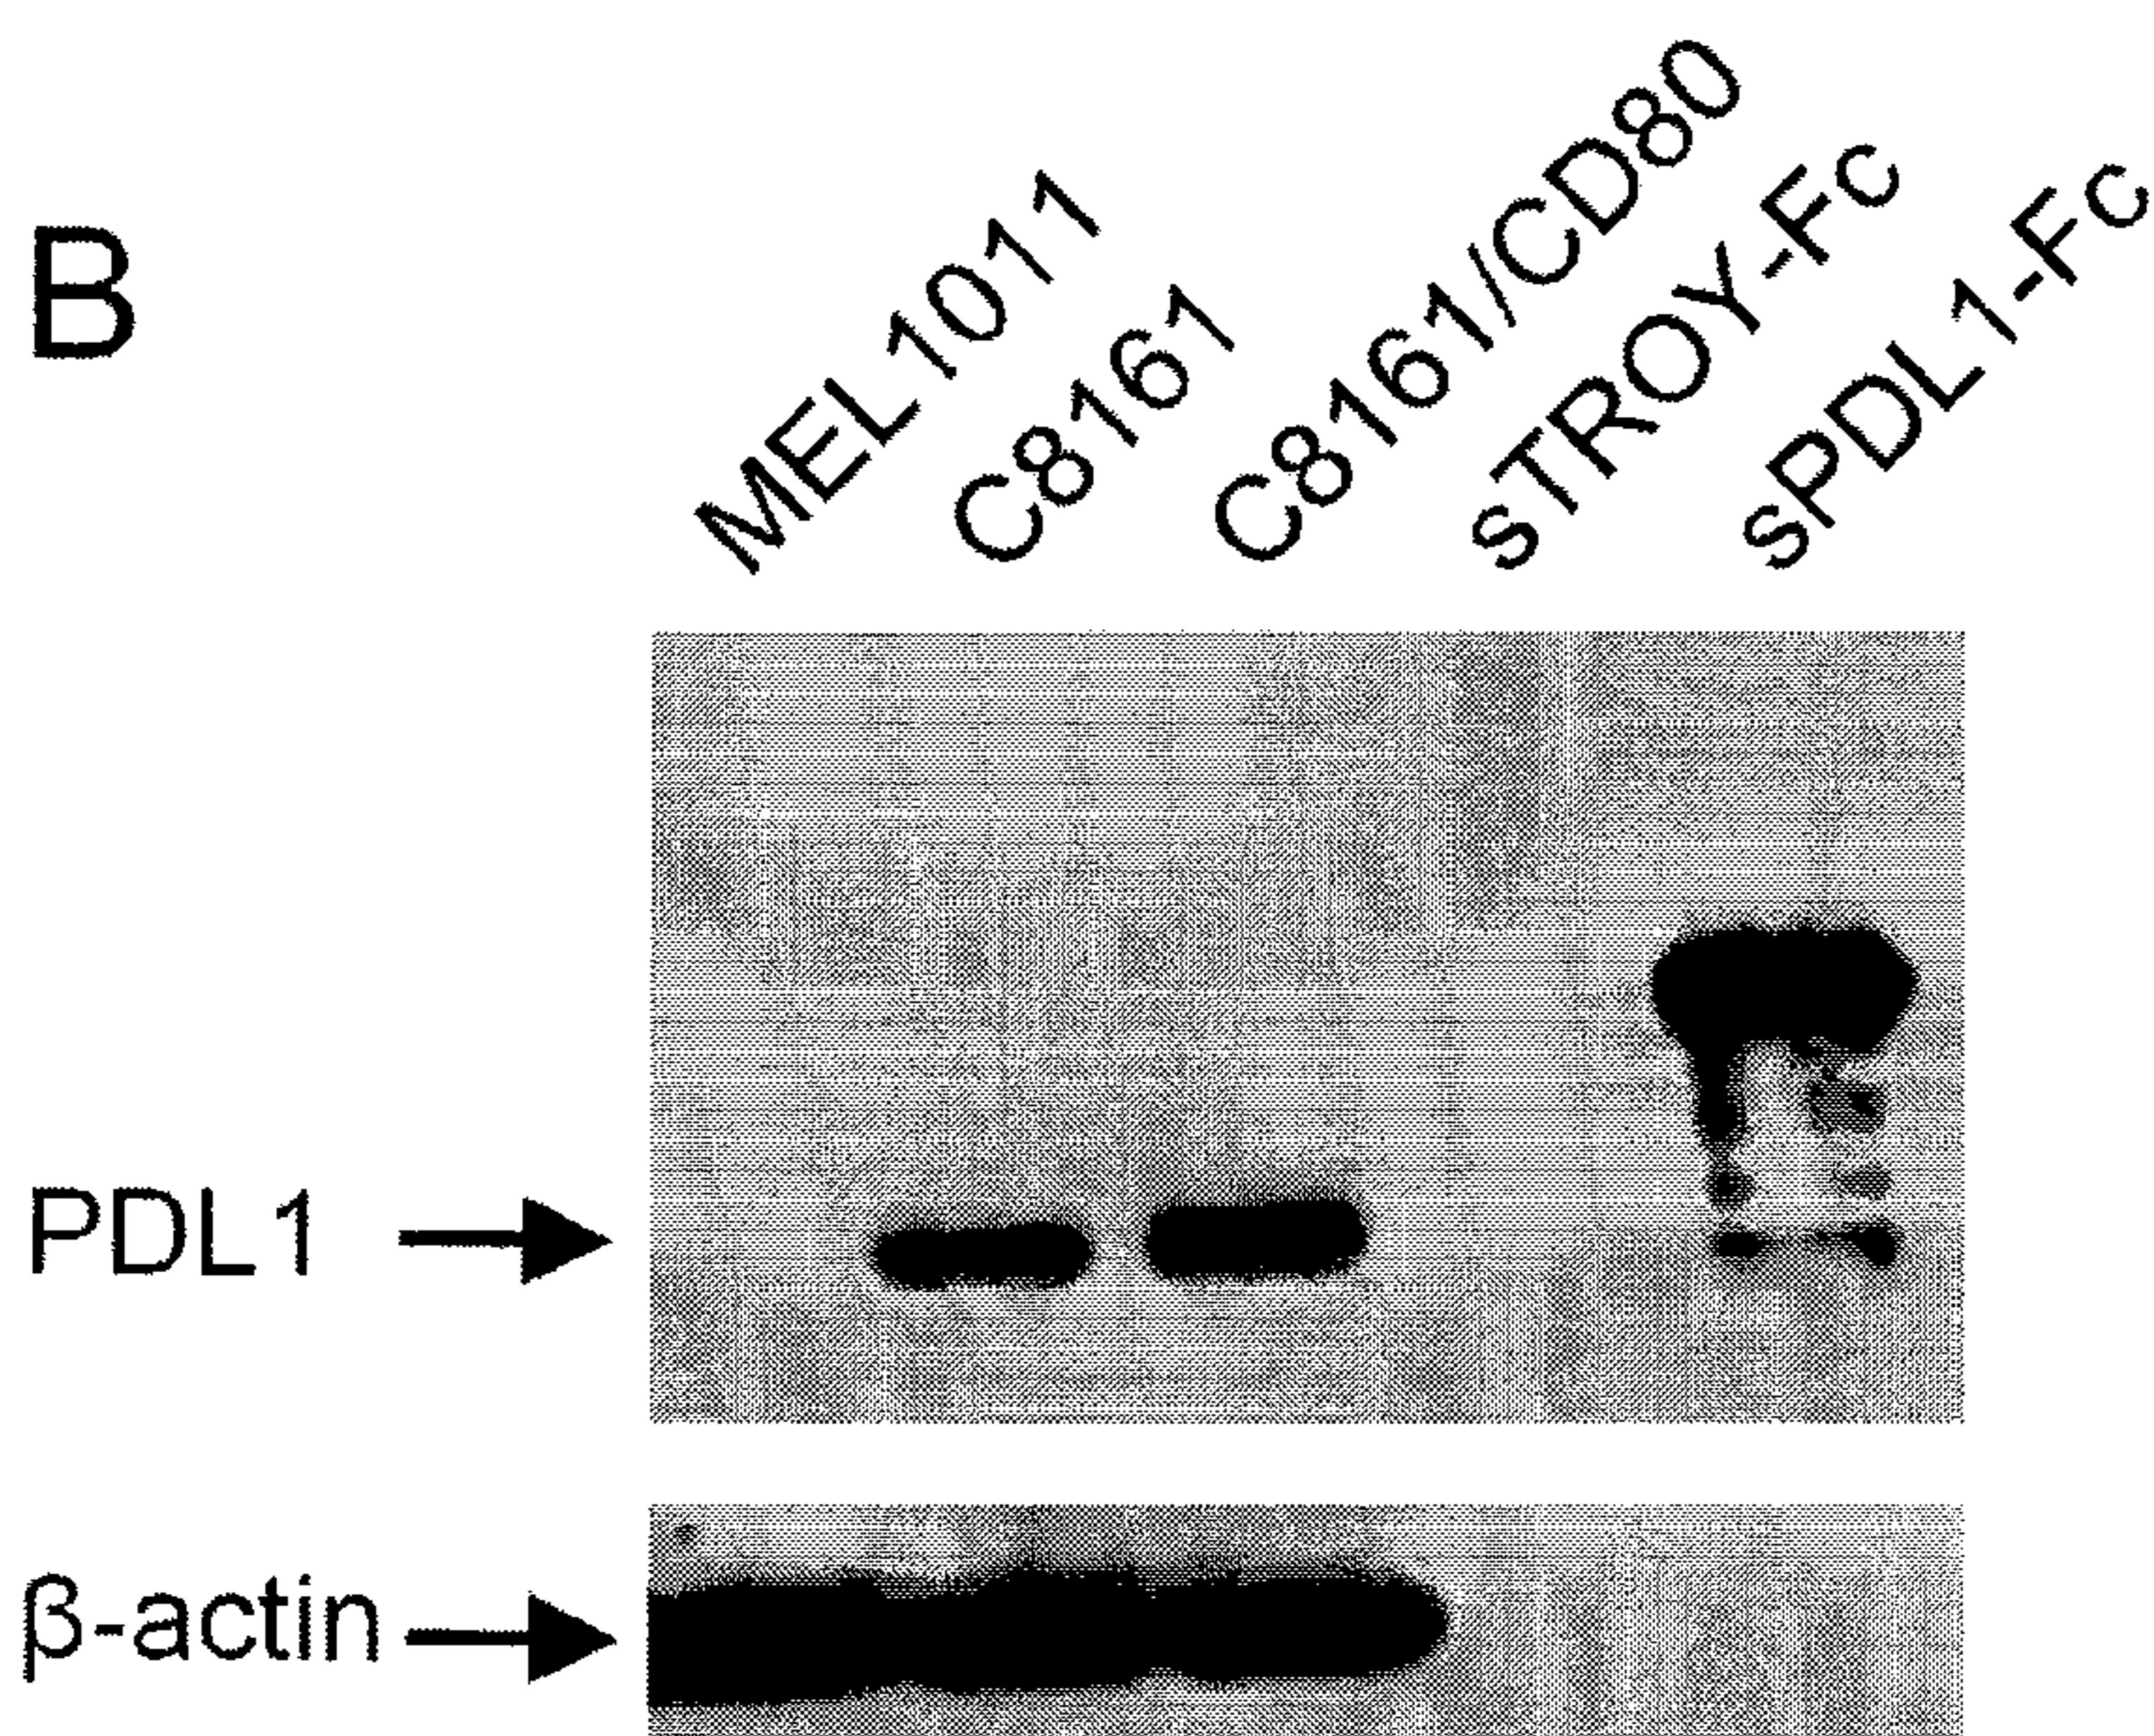 B
MEL1011
C8161
C8161/CD80
sTROY-Fc
sPDL1-Fc
PDL1
β-actin